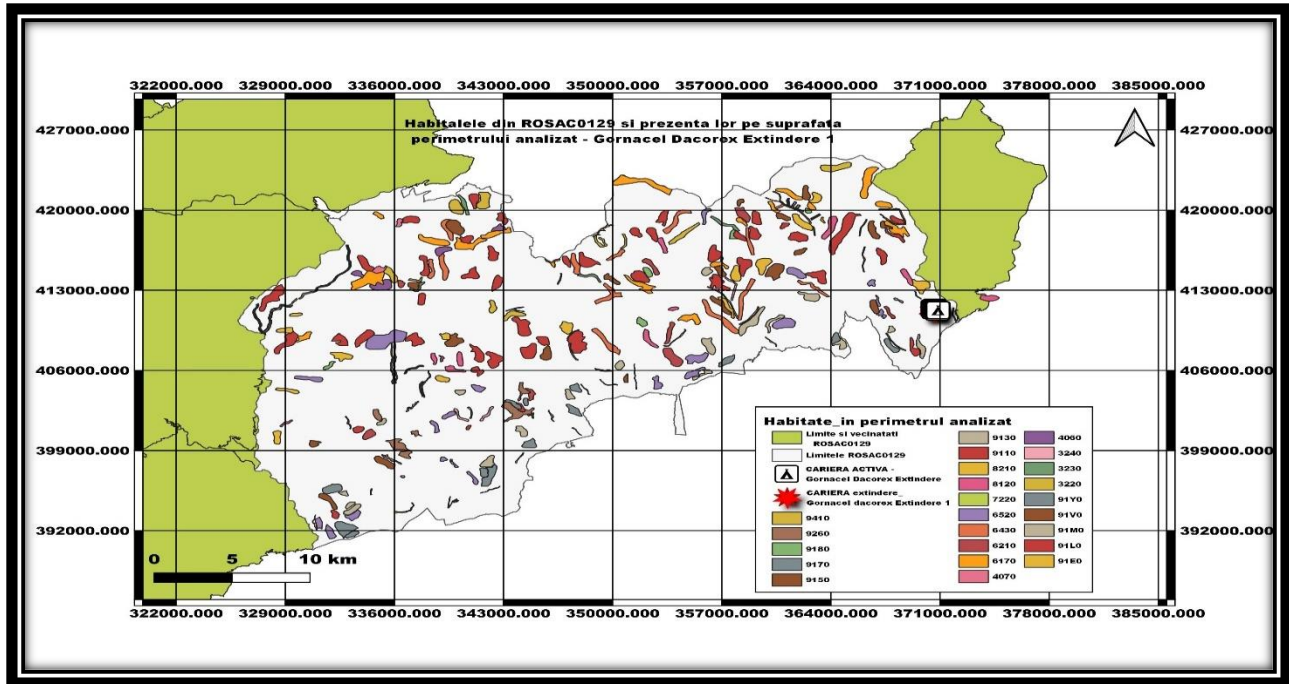 322000.000 329000.000 336000.000 343000.000 350000.000 357000.000 364000.000 371000.000 378000.000 385000.000
Habitatele din ROSAC0129 si prezenta lor pe suprafata
perimetrului analizat - Gornacel Dacorex Extindere 1
427000.000 427000.000
420000.000 420000.000
413000.000 413000.000
406000.000 406000.000
399000.000 399000.000
392000.000 392000.000
Habitate_in perimetrul analizat
Limite si vecinatati
ROSAC0129
Limitele ROSAC0129
CARIERA ACTIVA -
Gornacel Dacorex Extindere
CARIERA extindere_
Gornacel dacorex Extindere 1
9410
9260
9180
9170
9150
9130
9110
8210
8120
7220
6520
6430
6210
6170
4070
4060
3240
3230
3220
91Y0
91V0
91M0
91L0
91E0
0 5 10 km
322000.000 329000.000 336000.000 343000.000 350000.000 357000.000 364000.000 371000.000 378000.000 385000.000